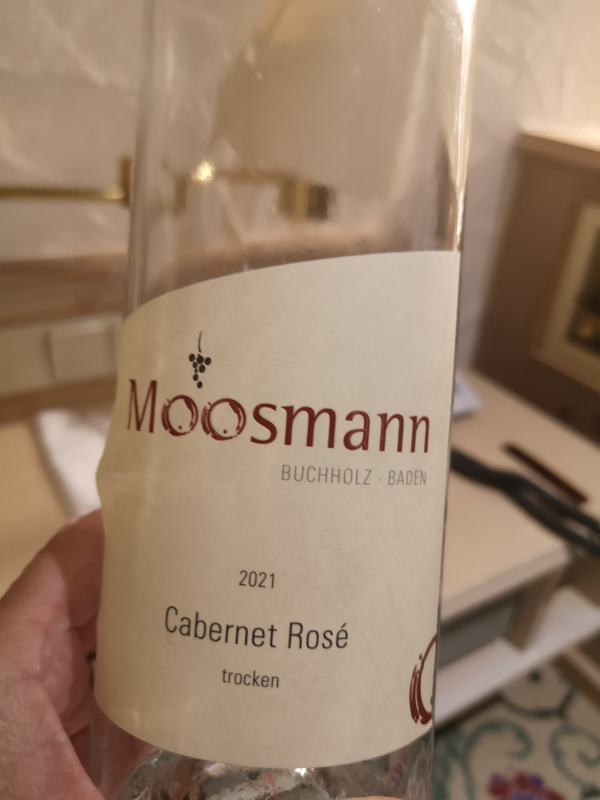 Moosmann
BUCHHOLZ · BADEN
2021
Cabernet Rosé
trocken